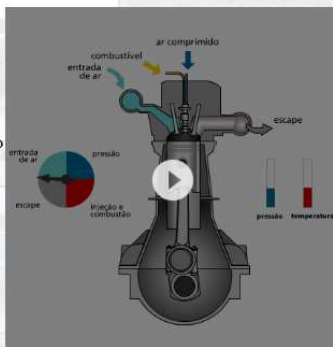 ar comprimido
combustível
entrada
de ar
escape
entrada
de ar
pressão
escape
injeção e
combustão
pressão
temperatura